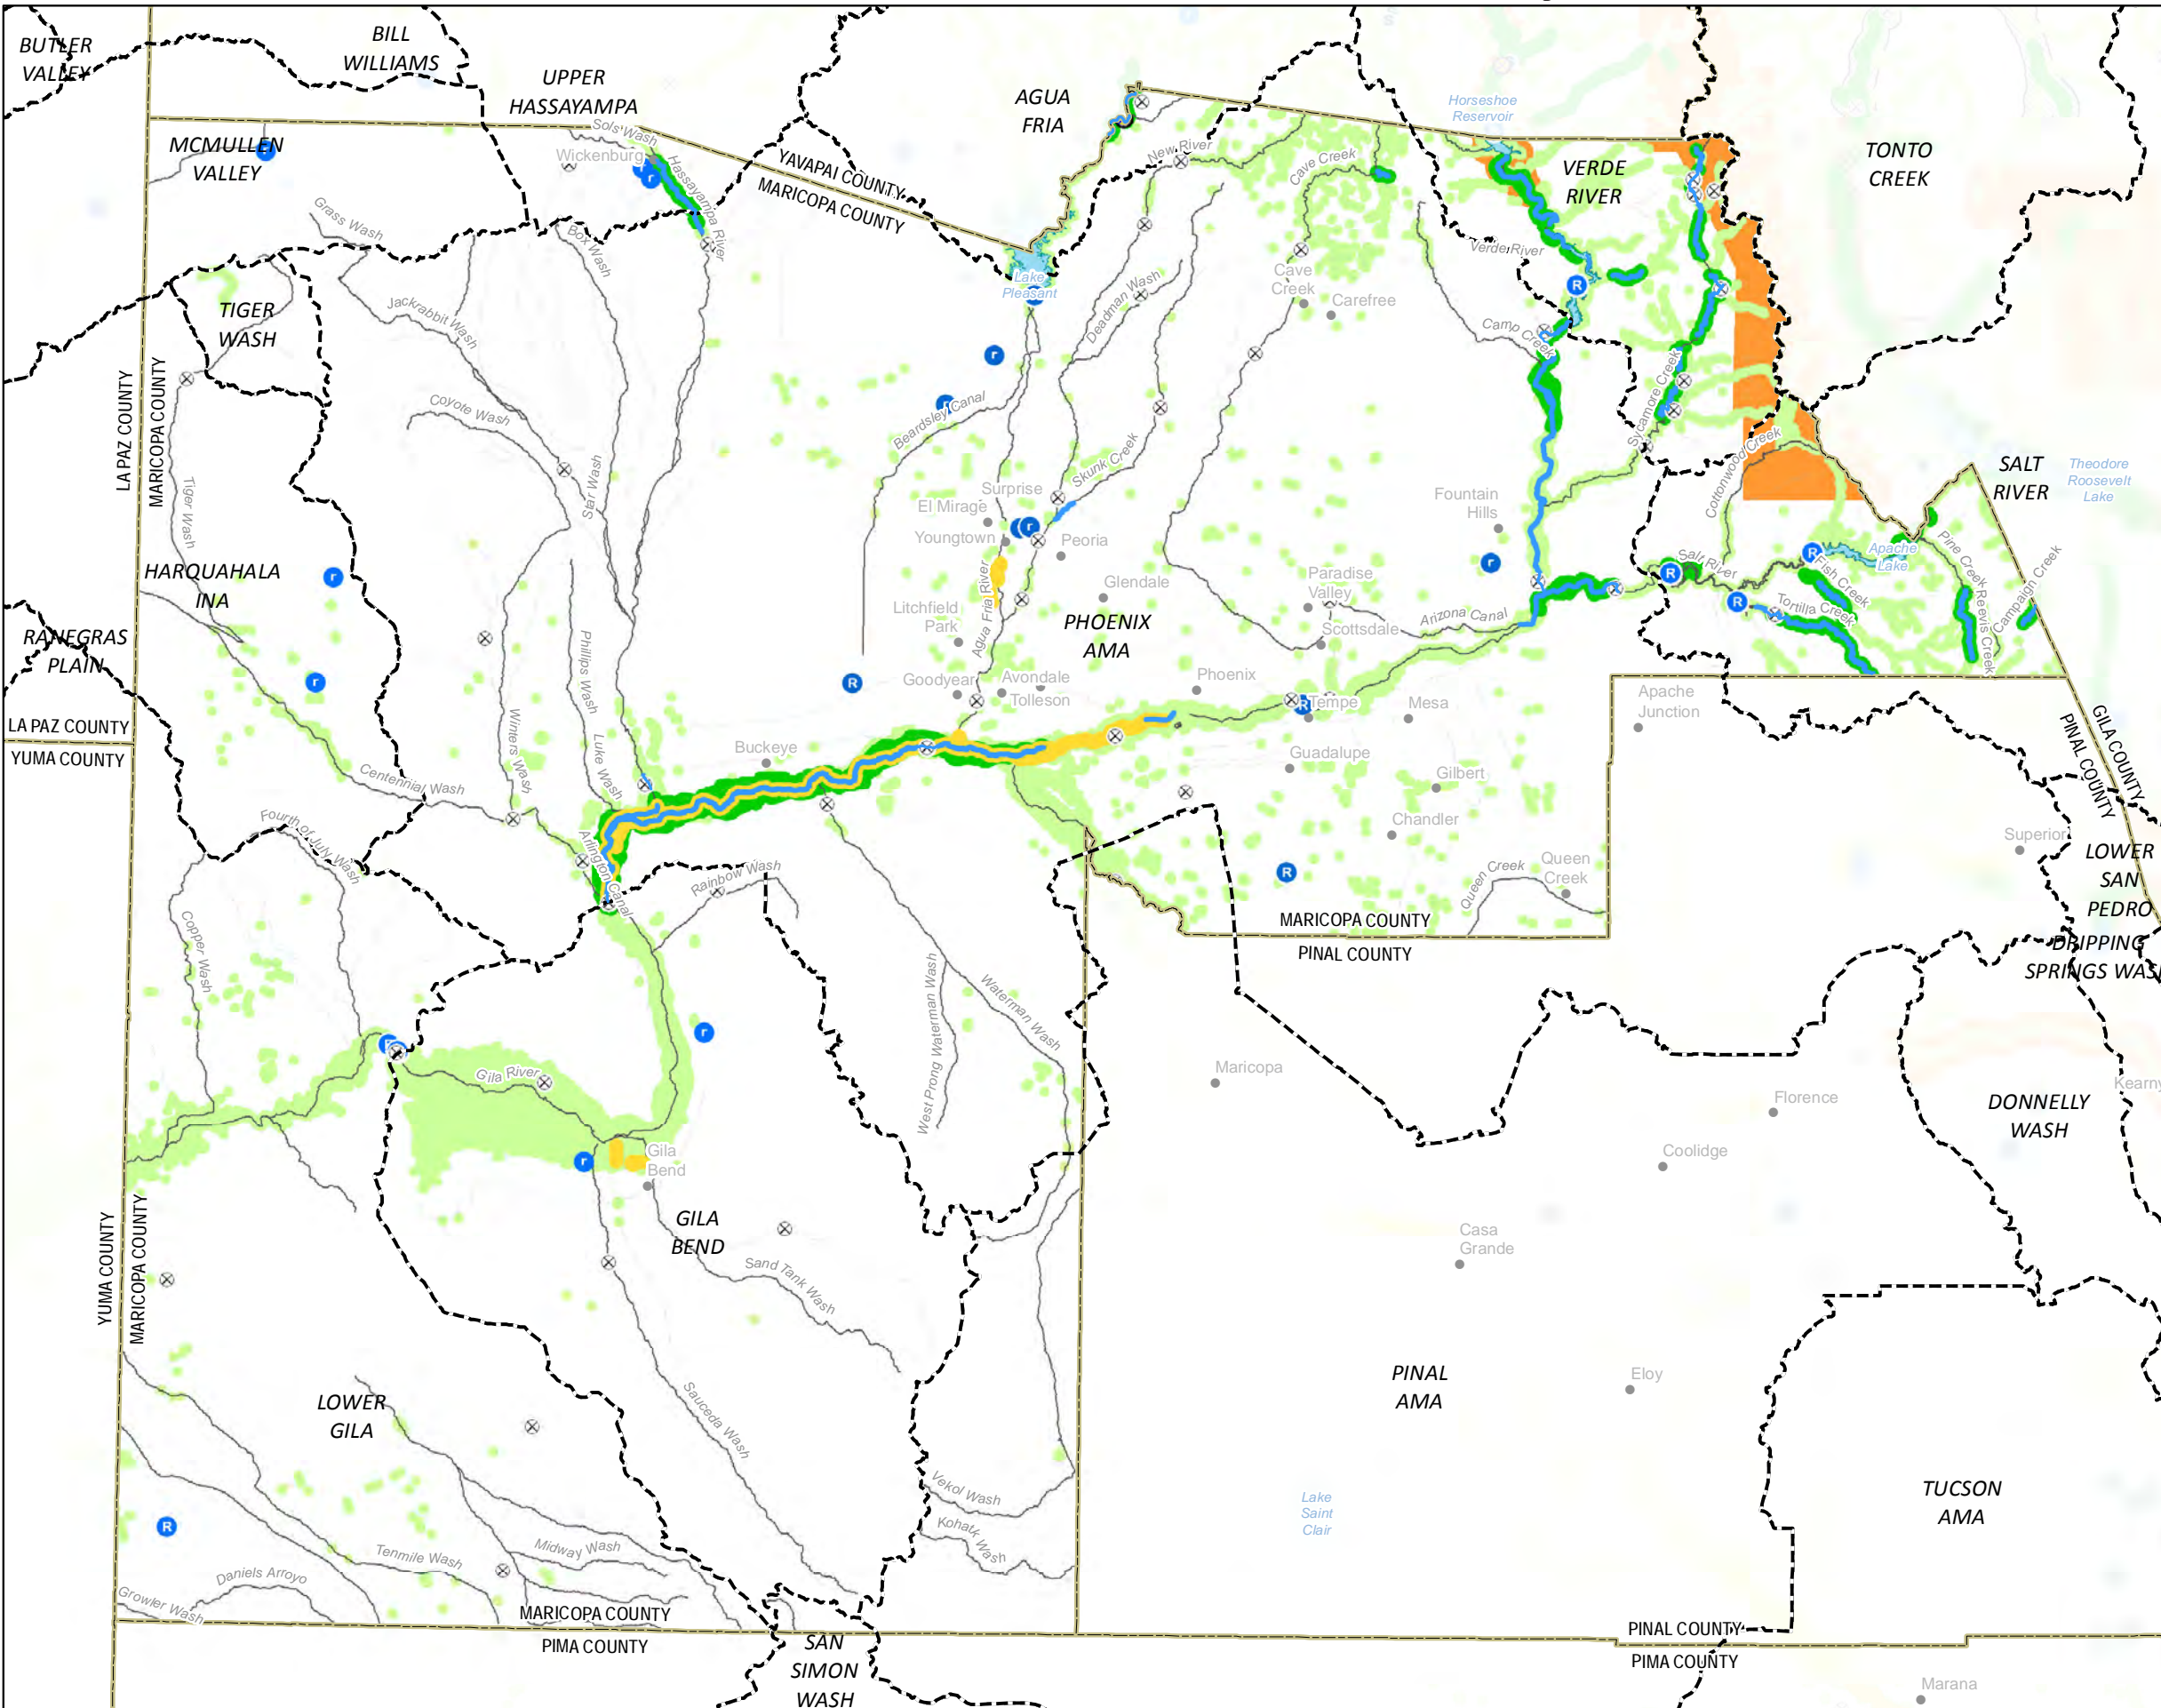 BUTLER
VALLEY
BILL
WILLIAMS
UPPER
HASSAYAMPA
AGUA
FRIA
Horseshoe
Reservoir
VERDE
RIVER
TONTO
CREEK
MCMULLEN
VALLEY
Sols Wash
Wickenburg
Hassayampa River
YAVAPAI COUNTY
MARICOPA COUNTY
New River
Cave Creek
Grass Wash
Box Wash
Verde River
Lake
Pleasant
Deadman Wash
Cave
Creek
Carefree
TIGER
WASH
Jackrabbit Wash
Camp Creek
LA PAZ COUNTY
MARICOPA COUNTY
Coyote Wash
Beardsley Canal
Sycamore Creek
Cottonwood Creek
Skunk Creek
Star Wash
Tiger Wash
Surprise
El Mirage
Youngtown
Peoria
Fountain
Hills
SALT
RIVER
Theodore
Roosevelt
Lake
HARQUAHALA
INA
Glendale
Paradise
Valley
Salt River
Apache
Lake
Fish Creek
Pine Creek
Campaign Creek
Tortilla Creek
Reevis Creek
RANEGRAS
PLAIN
Phillips Wash
Litchfield
Park
Agua Fria River
PHOENIX
AMA
Scottsdale
Arizona Canal
Goodyear
Avondale
Tolleson
Phoenix
Tempe
Mesa
Apache
Junction
LA PAZ COUNTY
YUMA COUNTY
Winters Wash
Luke Wash
Buckeye
Guadalupe
Gilbert
GILA COUNTY
PINAL COUNTY
Centennial Wash
Fourth of July Wash
Chandler
Superior
Arlington Canal
Rainbow Wash
Queen Creek
Queen
Creek
LOWER
SAN
PEDRO
Copper Wash
MARICOPA COUNTY
PINAL COUNTY
DRIPPING
SPRINGS WASH
West Prong Waterman Wash
Waterman Wash
Gila River
Maricopa
Florence
Kearny
DONNELLY
WASH
Gila
Bend
Coolidge
YUMA COUNTY
MARICOPA COUNTY
GILA
BEND
Casa
Grande
Sand Tank Wash
LOWER
GILA
Sauceda Wash
PINAL
AMA
Eloy
Vekol Wash
Kohatk Wash
Lake
Saint
Clair
TUCSON
AMA
Tenmile Wash
Midway Wash
Daniels Arroyo
Growler Wash
MARICOPA COUNTY
PIMA COUNTY
SAN
SIMON
WASH
PINAL COUNTY
PIMA COUNTY
Marana